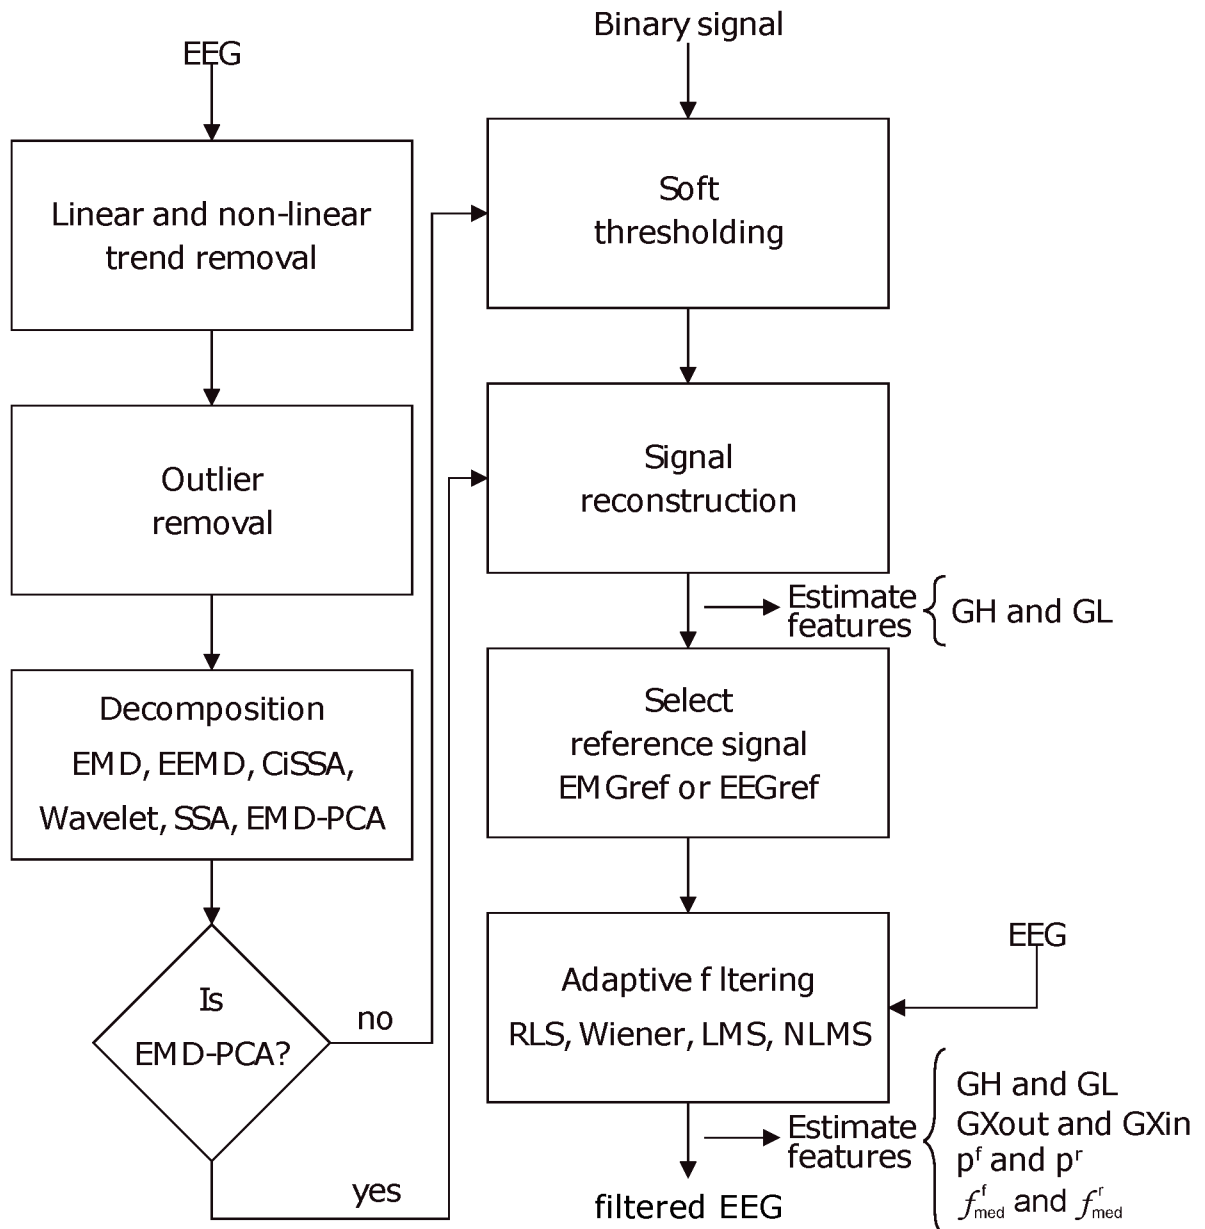 EEG
Linear and non-linear
trend removal
Outlier
removal
Decomposition
EMD, EEMD, CiSSA,
Wavelet, SSA, EMD-PCA
Is
EMD-PCA?
no
yes
Binary signal
Soft
thresholding
Signal
reconstruction
Estimate
features
GH and GL
Select
reference signal
EMGref or EEGref
EEG
Adaptive f ltering
RLS, Wiener, LMS, NLMS
Estimate
features
GH and GL
GXout and GXin
pᶠ and pʳ
fᶠmed and fʳmed
filtered EEG